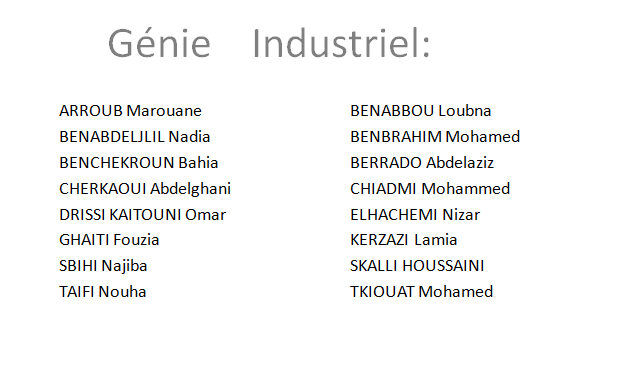 Génie Industriel:
ARROUB Marouane
BENABDELJLIL Nadia
BENCHEKROUN Bahia
CHERKAOUI Abdelghani
DRISSI KAITOUNI Omar
GHAITI Fouzia
SBIHI Najiba
TAIFI Nouha
BENABBOU Loubna
BENBRAHIM Mohamed
BERRADO Abdelaziz
CHIADMI Mohammed
ELHACHEMI Nizar
KERZAZI Lamia
SKALLI HOUSSAINI
TKIOUAT Mohamed